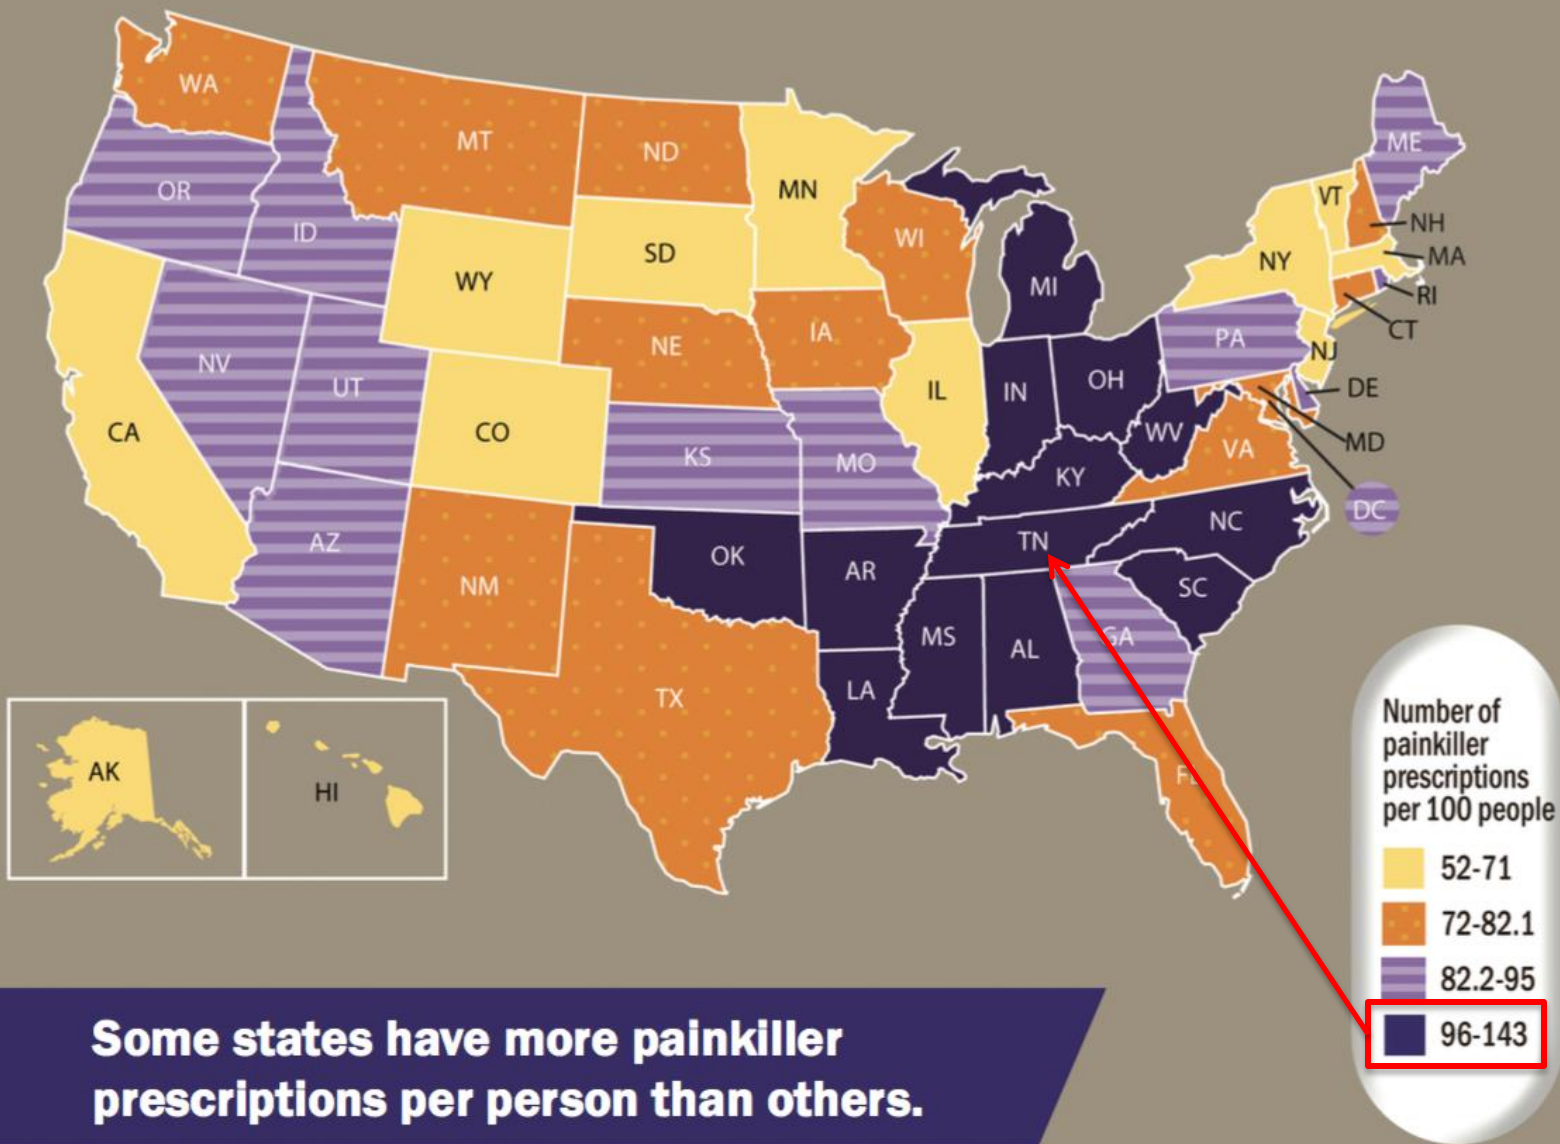 WA
MT
ND
MN
ME
OR
ID
WY
SD
WI
MI
VT
NH
NY
MA
RI
CT
NV
UT
CO
NE
IA
IL
IN
OH
PA
NJ
DE
CA
KS
MO
KY
WV
VA
MD
DC
AZ
NM
OK
AR
TN
NC
SC
TX
LA
MS
AL
GA
FL
AK
HI
Number of
painkiller
prescriptions
per 100 people
52-71
72-82.1
82.2-95
96-143
Some states have more painkiller
prescriptions per person than others.